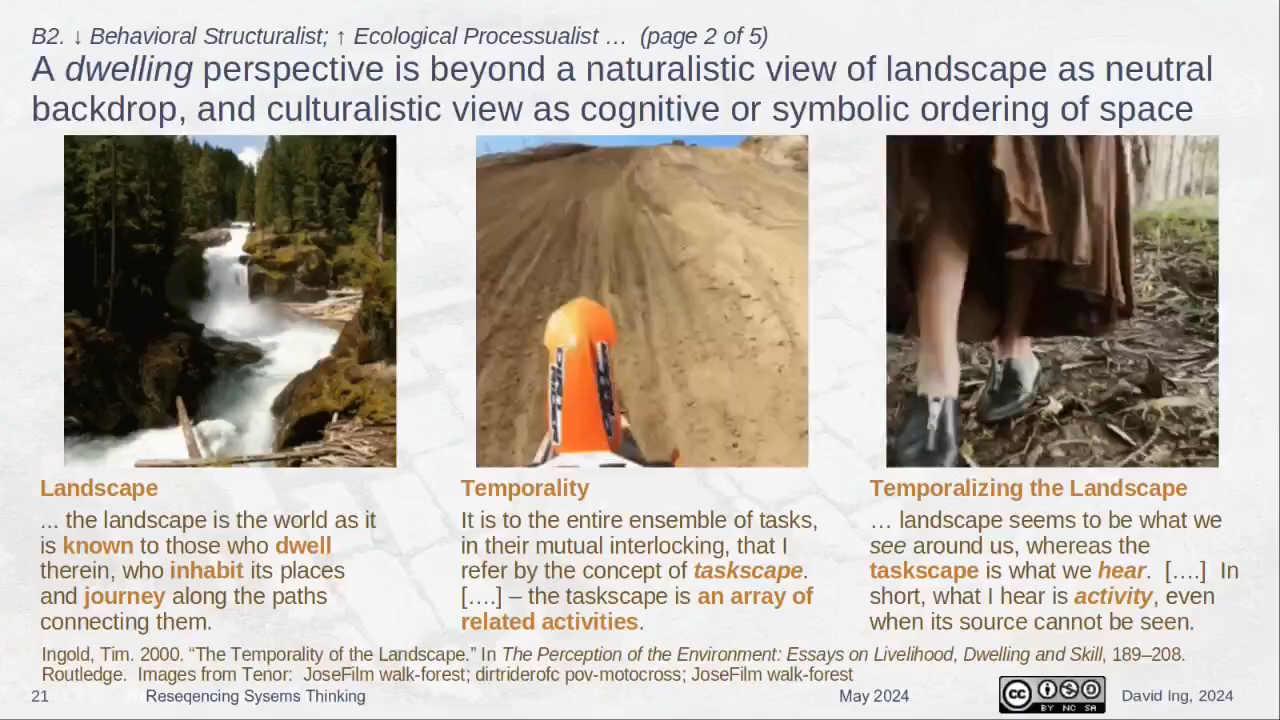 B2. ↓ Behavioral Structuralist; ↑ Ecological Processualist … (page 2 of 5)
A dwelling perspective is beyond a naturalistic view of landscape as neutral
backdrop, and culturalistic view as cognitive or symbolic ordering of space
Landscape
... the landscape is the world as it
is known to those who dwell
therein, who inhabit its places
and journey along the paths
connecting them.
Temporality
It is to the entire ensemble of tasks,
in their mutual interlocking, that I
refer by the concept of taskscape.
[….] – the taskscape is an array of
related activities.
Temporalizing the Landscape
… landscape seems to be what we
see around us, whereas the
taskscape is what we hear. [….] In
short, what I hear is activity, even
when its source cannot be seen.
Ingold, Tim. 2000. “The Temporality of the Landscape.” In The Perception of the Environment: Essays on Livelihood, Dwelling and Skill, 189–208.
Routledge. Images from Tenor: JoseFilm walk-forest; dirtriderofc pov-motocross; JoseFilm walk-forest
21 Reseqencing Sysems Thinking May 2024 cc BY NC SA David Ing, 2024